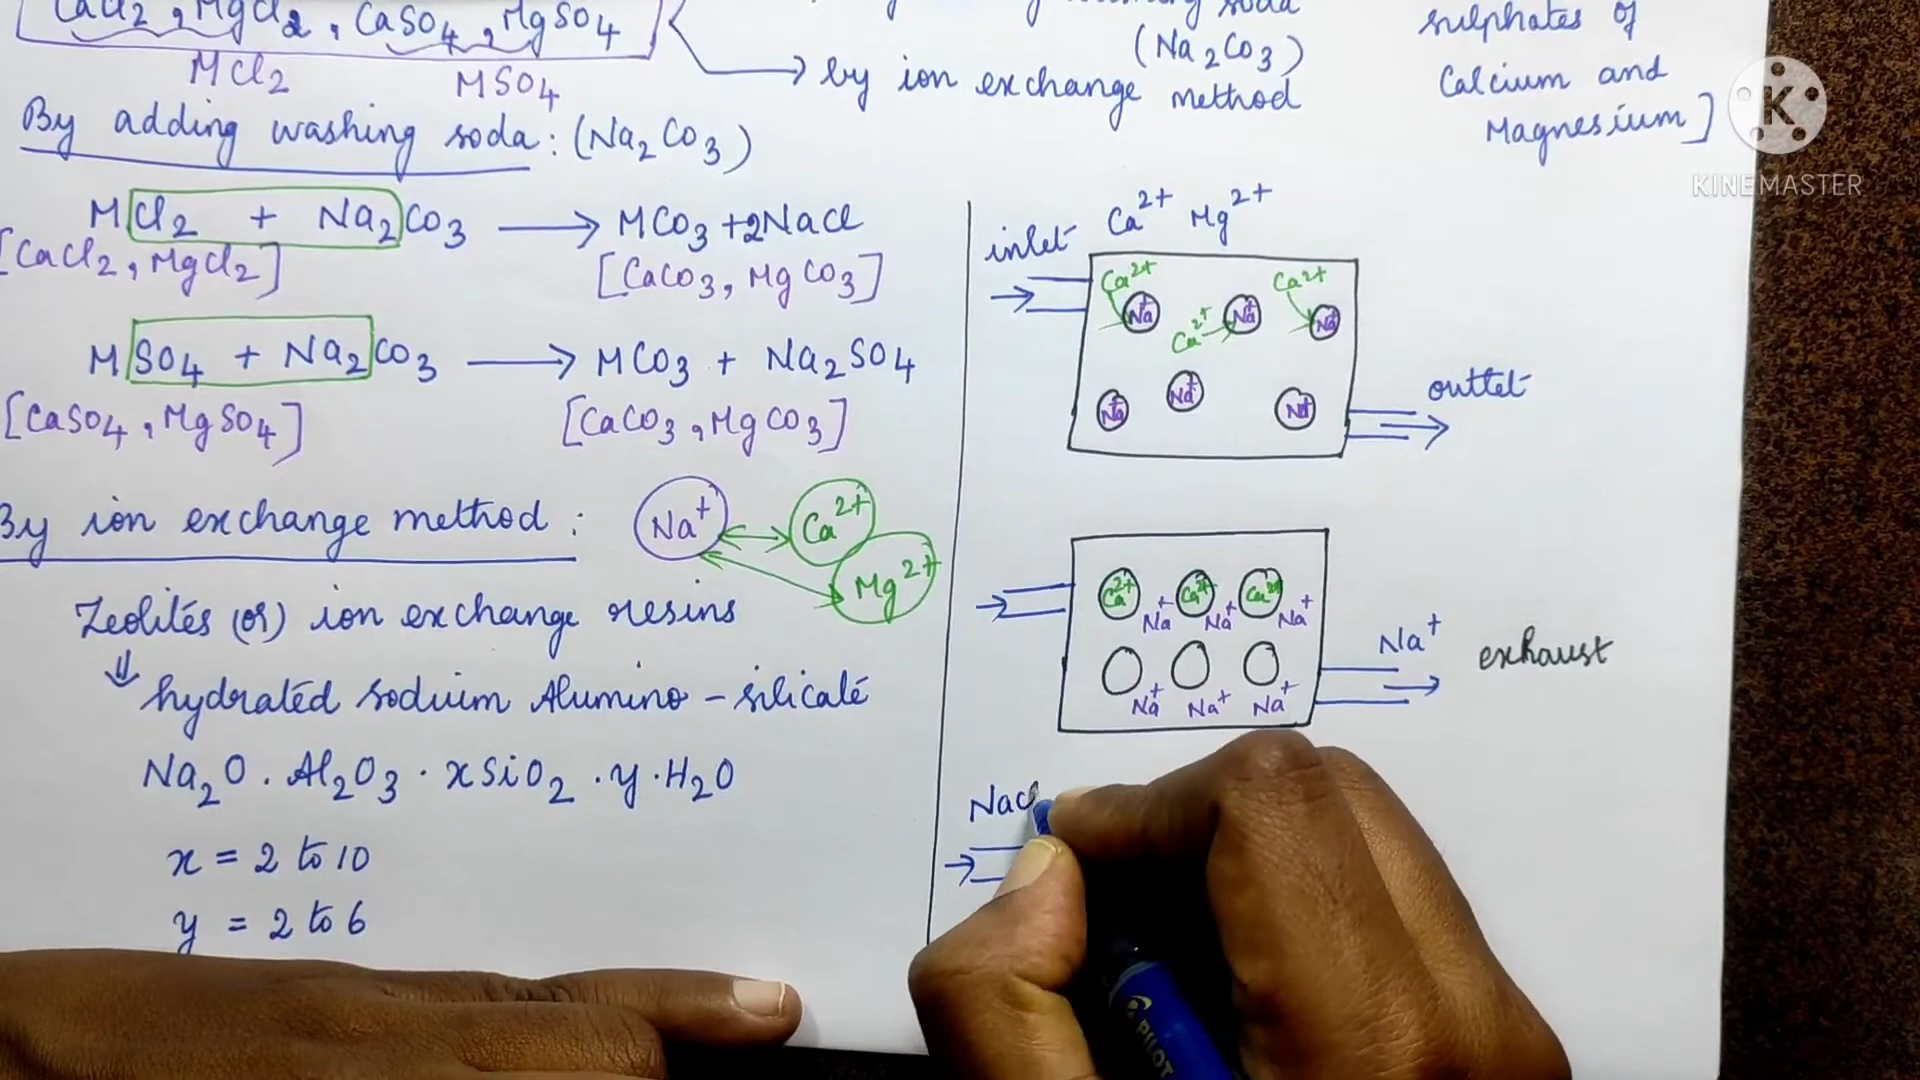 CaCl2, MgCl2, CaSO4, MgSO4
MCl2 MSO4
washing soda
(Na2CO3)
→ by ion exchange method
sulphates of
Calcium and
Magnesium]
K
KINEMASTER
By adding washing soda: (Na2CO3)
MCl2 + Na2CO3 → MCO3 + 2NaCl
[CaCl2, MgCl2] [CaCO3, MgCO3]
MSO4 + Na2CO3 → MCO3 + Na2SO4
[CaSO4, MgSO4] [CaCO3, MgCO3]
By ion exchange method :
Na+ Ca2+
Mg2+
Zeolites (or) ion exchange resins
⇓ hydrated sodium Alumino - silicate
Na2O . Al2O3 . xSiO2 . y . H2O
x = 2 to 10
y = 2 to 6
inlet Ca2+ Mg2+
Ca2+ Ca2+
Na+ Na+ Na+
Ca2+
Na+ Na+ Na+
outlet
Ca2+ Ca2+ Ca2+
Na+ Na+ Na+
Na+ exhaust
Na+ Na+ Na+
NaCl
PILOT